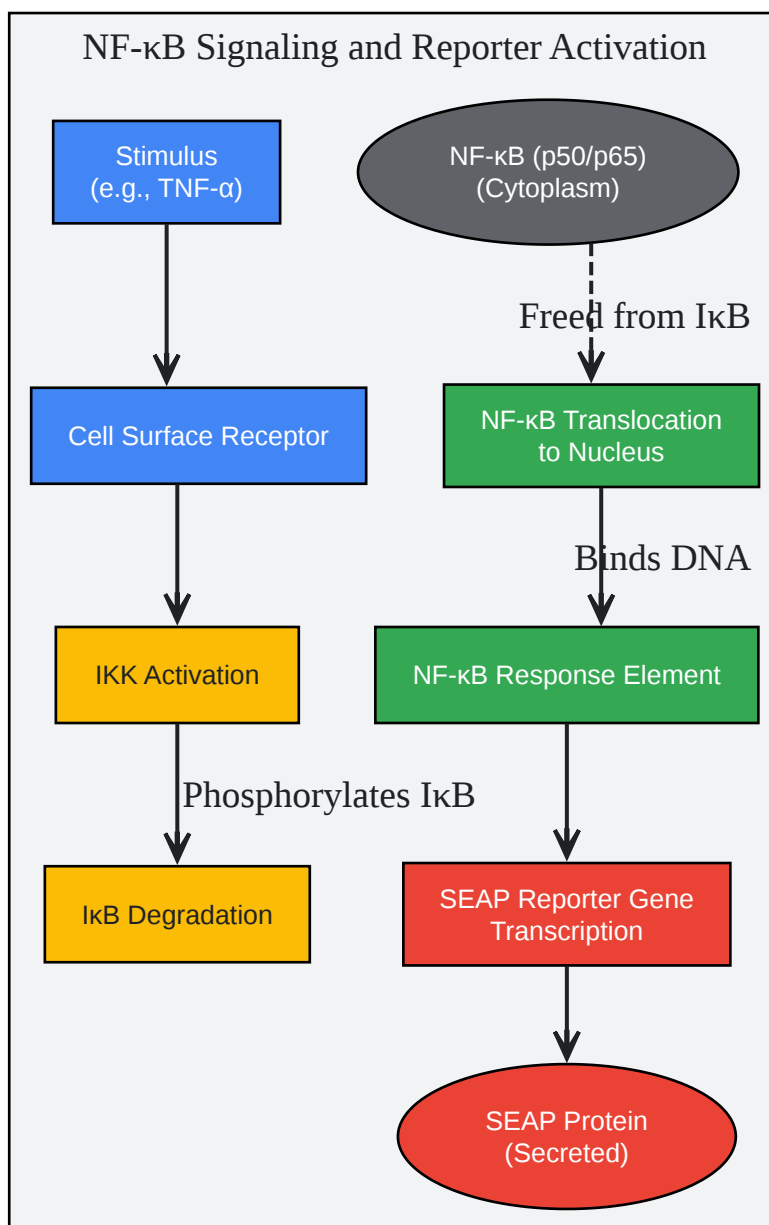 NF-κB Signaling and Reporter Activation
Stimulus
(e.g., TNF-α)
NF-κB (p50/p65)
(Cytoplasm)
Freed from IκB
Cell Surface Receptor
NF-κB Translocation
to Nucleus
Binds DNA
IKK Activation
NF-κB Response Element
Phosphorylates IκB
IκB Degradation
SEAP Reporter Gene
Transcription
SEAP Protein
(Secreted)